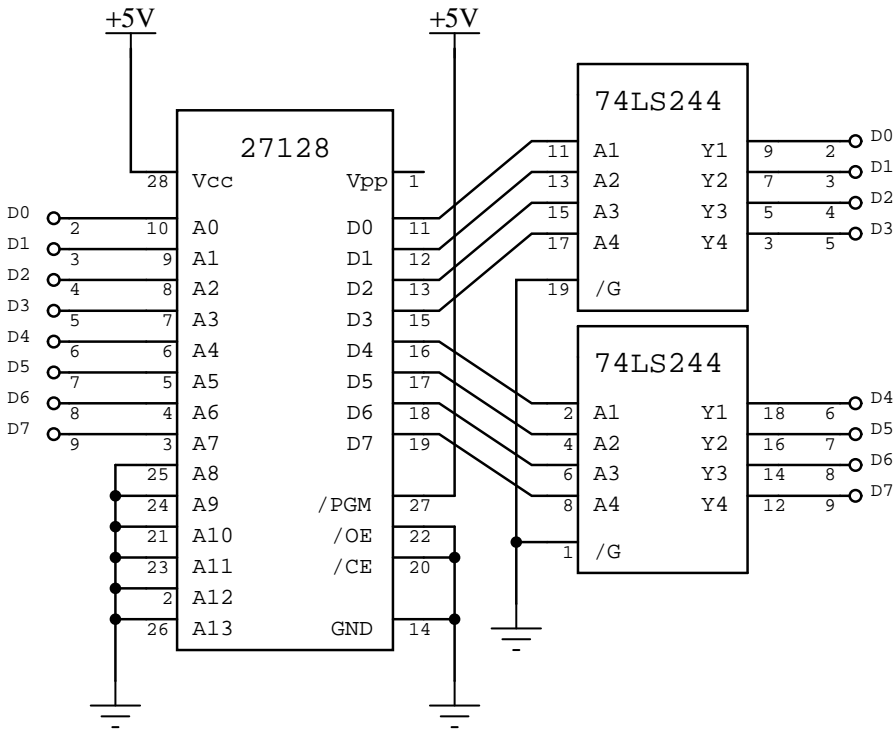 +5V +5V
74LS244
27128
11 A1 Y1 9 2 D0
28 Vcc Vpp 1
13 A2 Y2 7 3 D1
D0 2 10 A0 D0 11
15 A3 Y3 5 4 D2
D1 3 9 A1 D1 12
17 A4 Y4 3 5 D3
D2 4 8 A2 D2 13
19 /G
D3 5 7 A3 D3 15
D4 6 6 A4 D4 16
74LS244
D5 7 5 A5 D5 17
D6 8 4 A6 D6 18
2 A1 Y1 18 6 D4
D7 9 3 A7 D7 19
4 A2 Y2 16 7 D5
25 A8
6 A3 Y3 14 8 D6
24 A9 /PGM 27
8 A4 Y4 12 9 D7
21 A10 /OE 22
23 A11 /CE 20
1 /G
2 A12
26 A13 GND 14